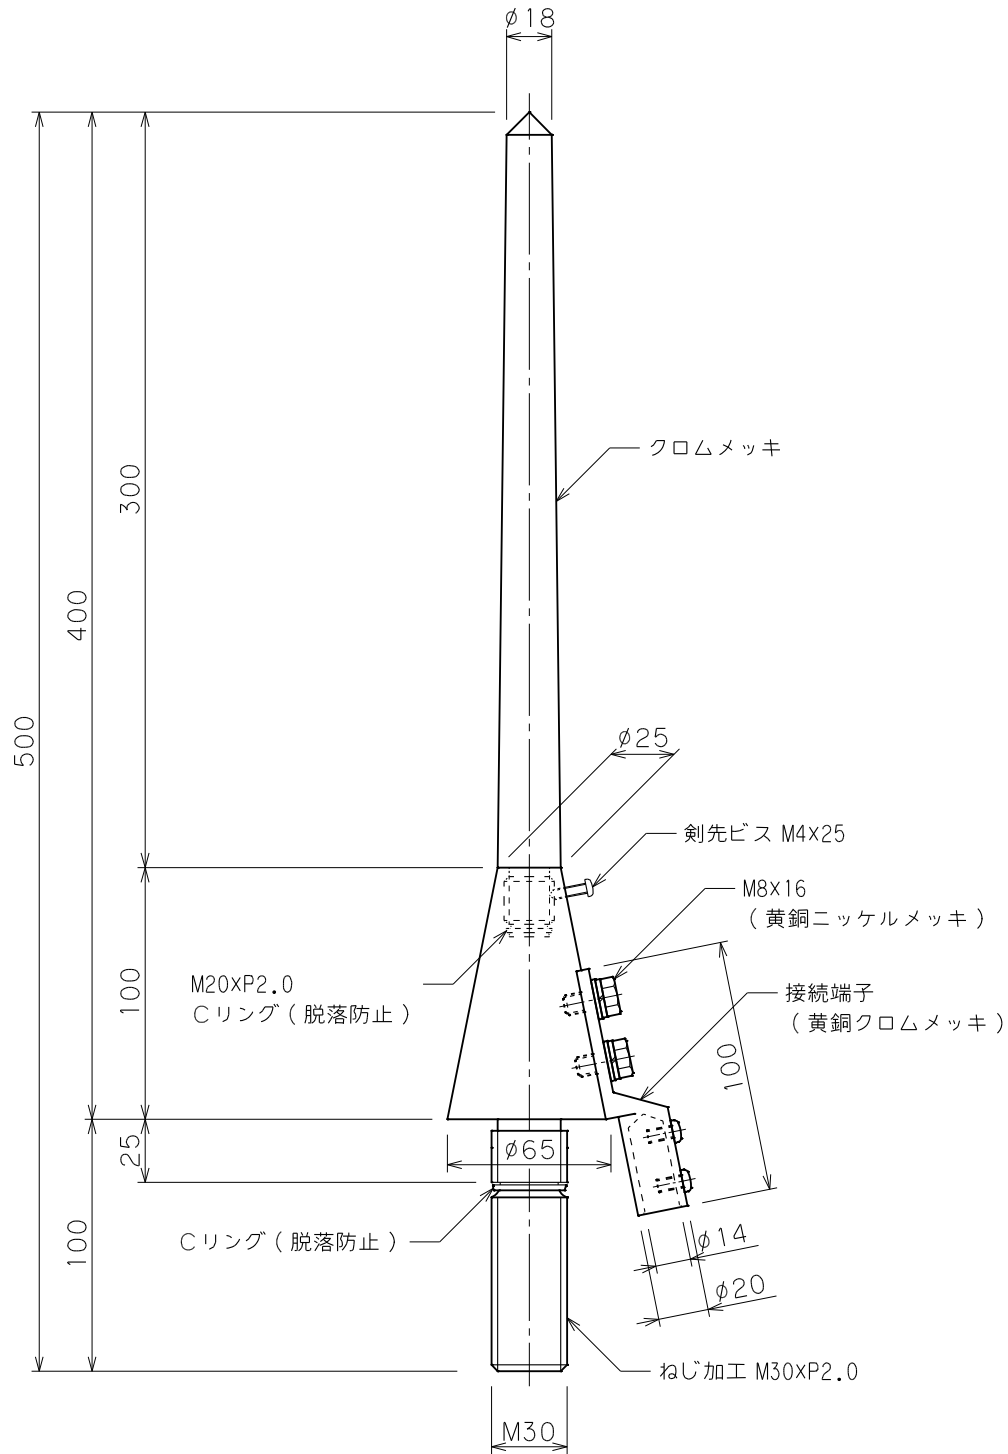 φ18
クロムメッキ
300
400
500
φ25
剣先ビス M4x25
M8x16
(黄銅ニッケルメッキ)
M20xP2.0
Cリング(脱落防止)
接続端子
(黄銅クロムメッキ)
100
100
25
φ65
Cリング(脱落防止)
100
φ14
φ20
ねじ加工 M30xP2.0
M30